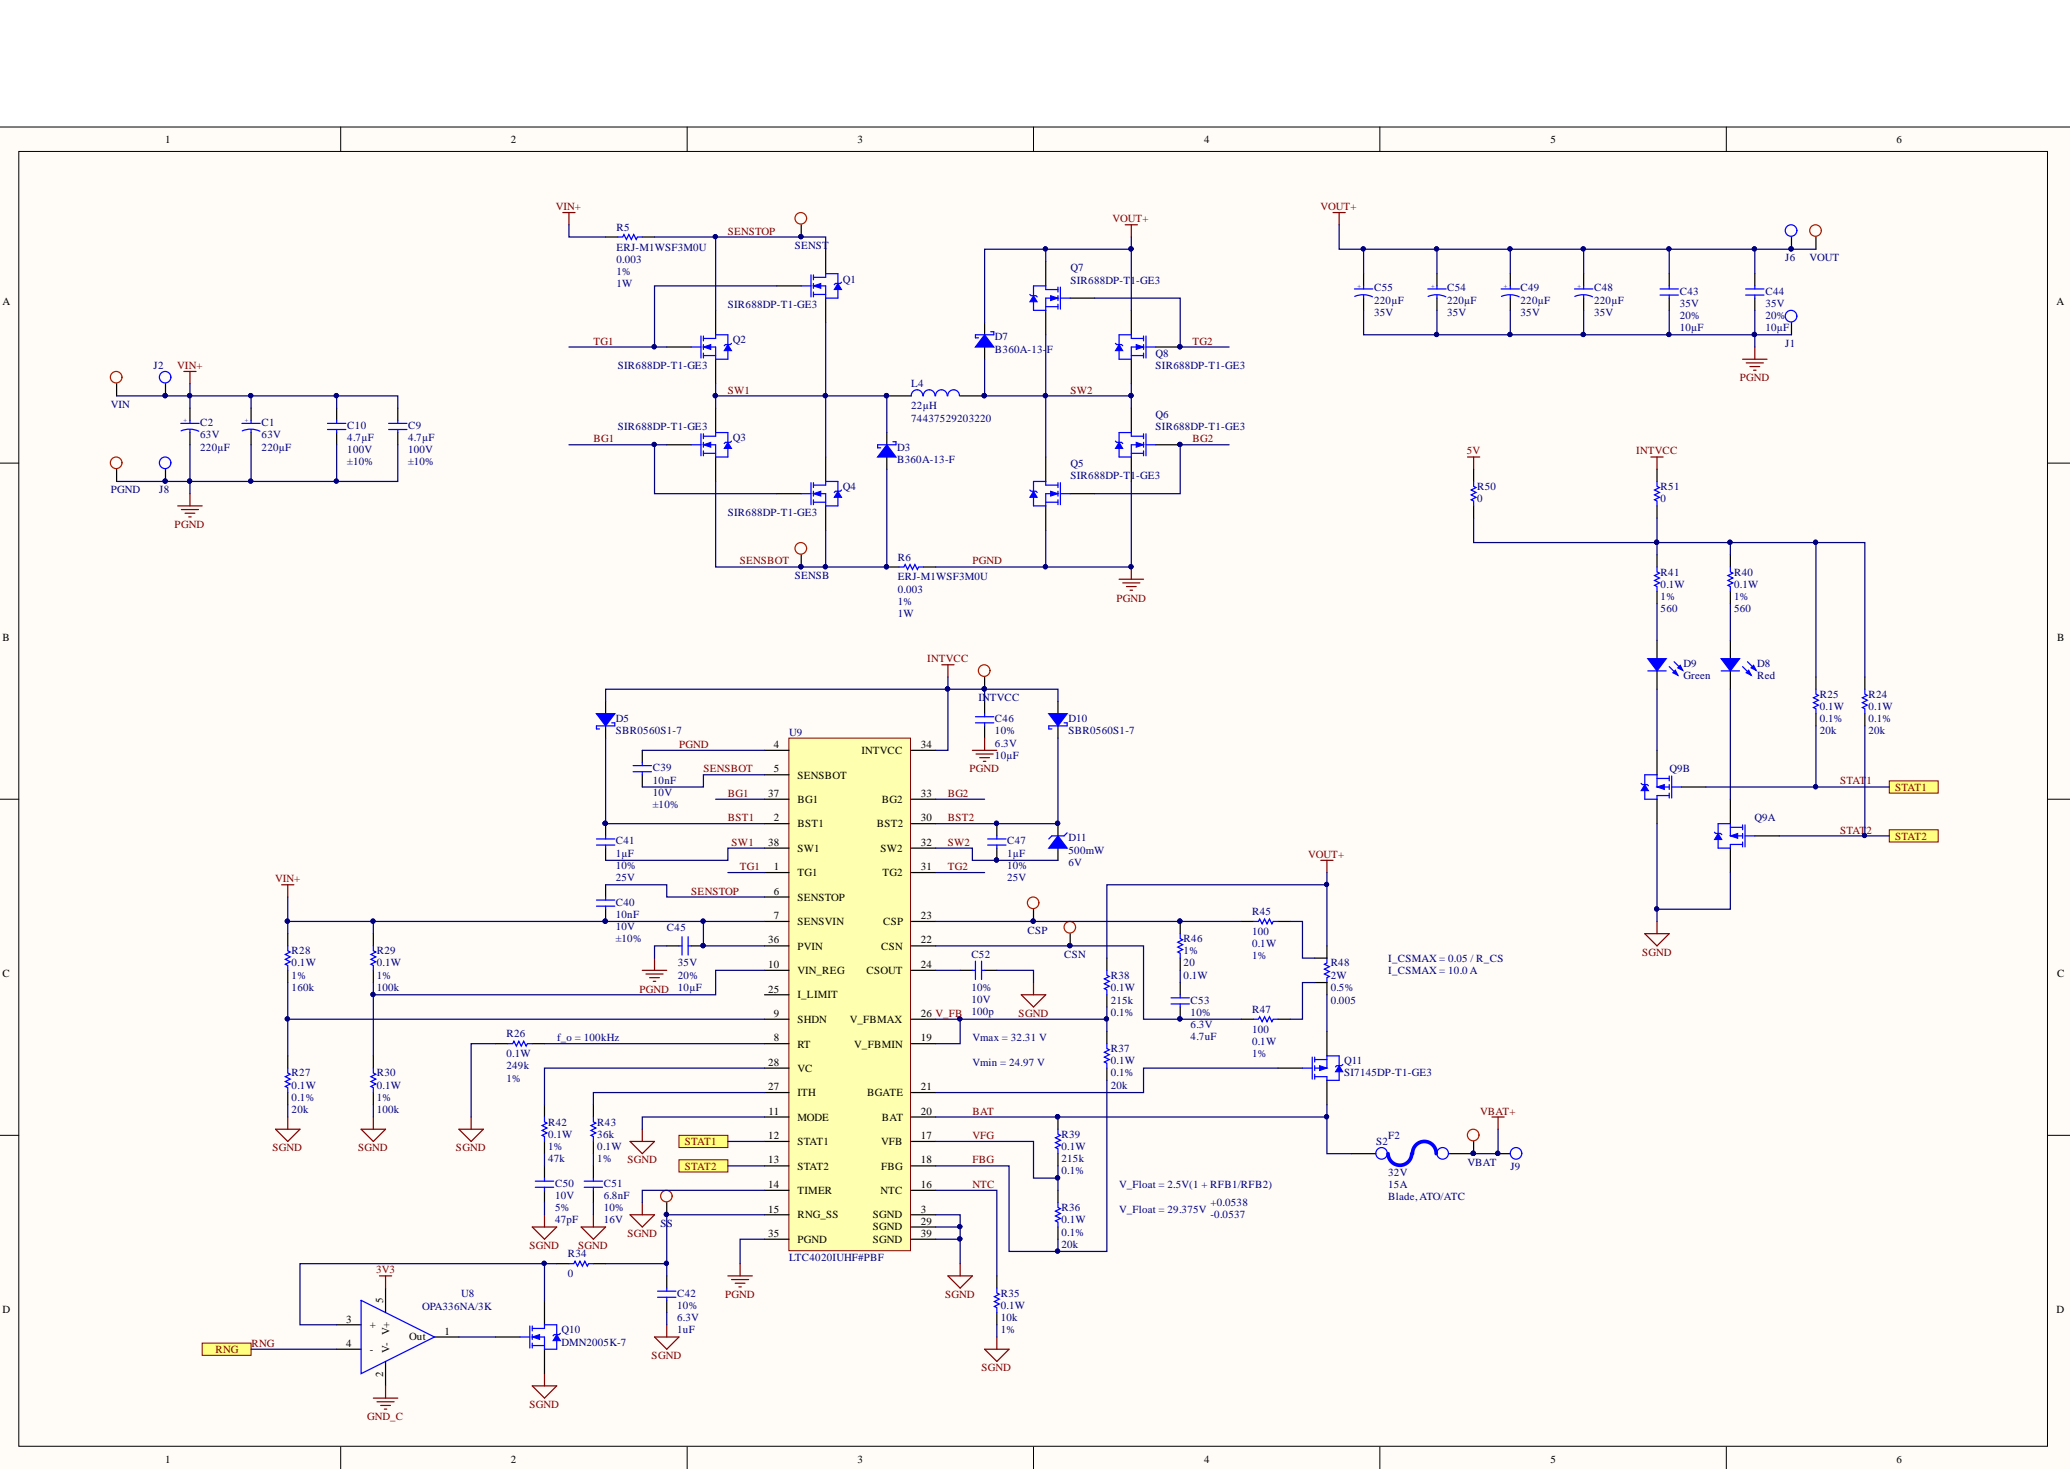 1 2 3 4 5 6
A A
B B
C C
D D
VIN+
R5
ERJ-M1WSF3M0U
0.003
1%
1W
SENSTOP
SENST
Q1
SIR688DP-T1-GE3
TG1
Q2
SIR688DP-T1-GE3
SW1
SIR688DP-T1-GE3
BG1
Q3
Q4
SIR688DP-T1-GE3
SENSBOT
SENSB
D3
B360A-13-F
L4
22µH
74437529203220
D7
B360A-13-F
R6
ERJ-M1WSF3M0U
0.003
1%
1W
PGND
PGND
VOUT+
Q7
SIR688DP-T1-GE3
TG2
Q8
SIR688DP-T1-GE3
SW2
Q6
SIR688DP-T1-GE3
BG2
Q5
SIR688DP-T1-GE3
VOUT+
J6 VOUT
C55
220µF
35V
C54
220µF
35V
C49
220µF
35V
C48
220µF
35V
C43
35V
20%
10µF
C44
35V
20%
10µF
J1
PGND
J2 VIN+
VIN
C2
63V
220µF
C1
63V
220µF
C10
4.7µF
100V
±10%
C9
4.7µF
100V
±10%
PGND J8
PGND
5V
INTVCC
R50
0
R51
0
R41
0.1W
1%
560
R40
0.1W
1%
560
D9
Green
D8
Red
R25
0.1W
0.1%
20k
R24
0.1W
0.1%
20k
Q9B
STAT1 STAT1
Q9A
STAT2 STAT2
SGND
INTVCC
INTVCC
D5
SBR0560S1-7
C46
10%
6.3V
10µF
PGND
D10
SBR0560S1-7
U9
PGND 4
C39
10nF
10V
±10%
SENSBOT 5 SENSBOT
BG1 37 BG1
BST1 2 BST1
C41
1µF
10%
25V
SW1 38 SW1
TG1 1 TG1
SENSTOP 6 SENSTOP
C40
10nF
10V
±10%
7 SENSVIN
C45
35V
20%
10µF
PGND
36 PVIN
10 VIN_REG
25 I_LIMIT
9 SHDN
8 RT
28 VC
27 ITH
11 MODE
STAT1 12 STAT1
STAT2 13 STAT2
14 TIMER
15 RNG_SS
35 PGND
LTC4020IUHF#PBF
INTVCC 34
BG2 33 BG2
BST2 30 BST2
SW2 32 SW2
TG2 31 TG2
CSP 23
CSN 22
CSOUT 24
V_FBMAX 26 V_FB
V_FBMIN 19
BGATE 21
BAT 20 BAT
VFB 17 VFG
FBG 18 FBG
NTC 16 NTC
SGND 3
SGND 29
SGND 39
C47
1µF
10%
25V
D11
500mW
6V
VIN+
R28
0.1W
1%
160k
R29
0.1W
1%
100k
R27
0.1W
0.1%
20k
R30
0.1W
1%
100k
SGND
SGND
SGND
R26
0.1W
249k
1%
f_o = 100kHz
R42
0.1W
1%
47k
R43
36k
0.1W
1%
SGND
C50
10V
5%
47pF
C51
6.8nF
10%
16V
SGND
SGND
SGND
SS
PGND
R34
0
C42
10%
6.3V
1uF
SGND
3V3
U8
OPA336NA/3K
5
3 + V+
4 - V-
Out 1
2
RNG RNG
GND_C
Q10
DMN2005K-7
SGND
CSP
CSN
C52
10%
10V
100p
SGND
Vmax = 32.31 V
Vmin = 24.97 V
VOUT+
R45
100
0.1W
1%
R46
1%
20
0.1W
R38
0.1W
215k
0.1%
C53
10%
6.3V
4.7uF
R47
100
0.1W
1%
R48
2W
0.5%
0.005
I_CSMAX = 0.05 / R_CS
I_CSMAX = 10.0 A
R37
0.1W
0.1%
20k
Q11
SI7145DP-T1-GE3
R39
0.1W
215k
0.1%
R36
0.1W
0.1%
20k
V_Float = 2.5V(1 + RFB1/RFB2)
V_Float = 29.375V +0.0538 -0.0537
S2 F2
32V
15A
Blade, ATO/ATC
VBAT+
VBAT J9
SGND
R35
0.1W
10k
1%
SGND
1 2 3 4 5 6